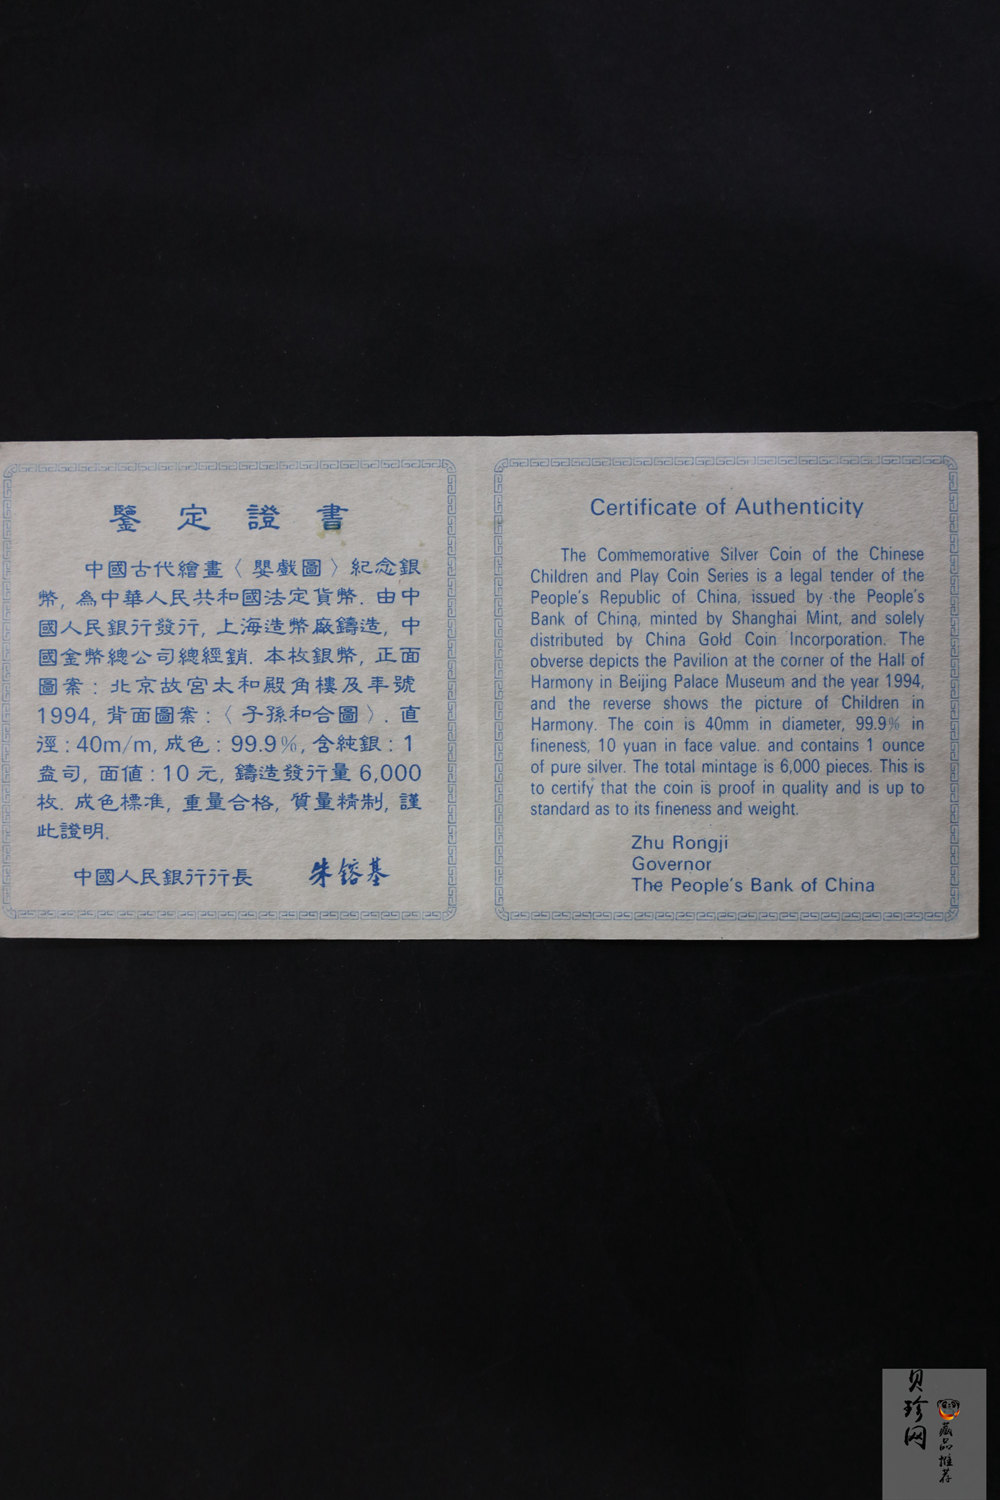 鑒定證書
中國古代繪畫〈嬰戲圖〉紀念銀
幣, 為中華人民共和國法定貨幣. 由中
國人民銀行發行, 上海造幣廠鑄造, 中
國金幣總公司總經銷. 本枚銀幣, 正面
圖案: 北京故宮太和殿角樓及年號
1994, 背面圖案:〈子孫和合圖〉. 直
徑: 40m/m, 成色: 99.9%, 含純銀: 1
盎司, 面值: 10 元, 鑄造發行量 6,000
枚. 成色標准, 重量合格, 質量精制, 謹
此證明.
中國人民銀行行長 朱鎔基
Certificate of Authenticity
The Commemorative Silver Coin of the Chinese
Children and Play Coin Series is a legal tender of the
People's Republic of China, issued by the People's
Bank of China, minted by Shanghai Mint, and solely
distributed by China Gold Coin Incorporation. The
obverse depicts the Pavilion at the corner of the Hall of
Harmony in Beijing Palace Museum and the year 1994,
and the reverse shows the picture of Children in
Harmony. The coin is 40mm in diameter, 99.9% in
fineness, 10 yuan in face value. and contains 1 ounce
of pure silver. The total mintage is 6,000 pieces. This is
to certify that the coin is proof in quality and is up to
standard as to its fineness and weight.
Zhu Rongji
Governor
The People's Bank of China
贝珍网
藏品推荐